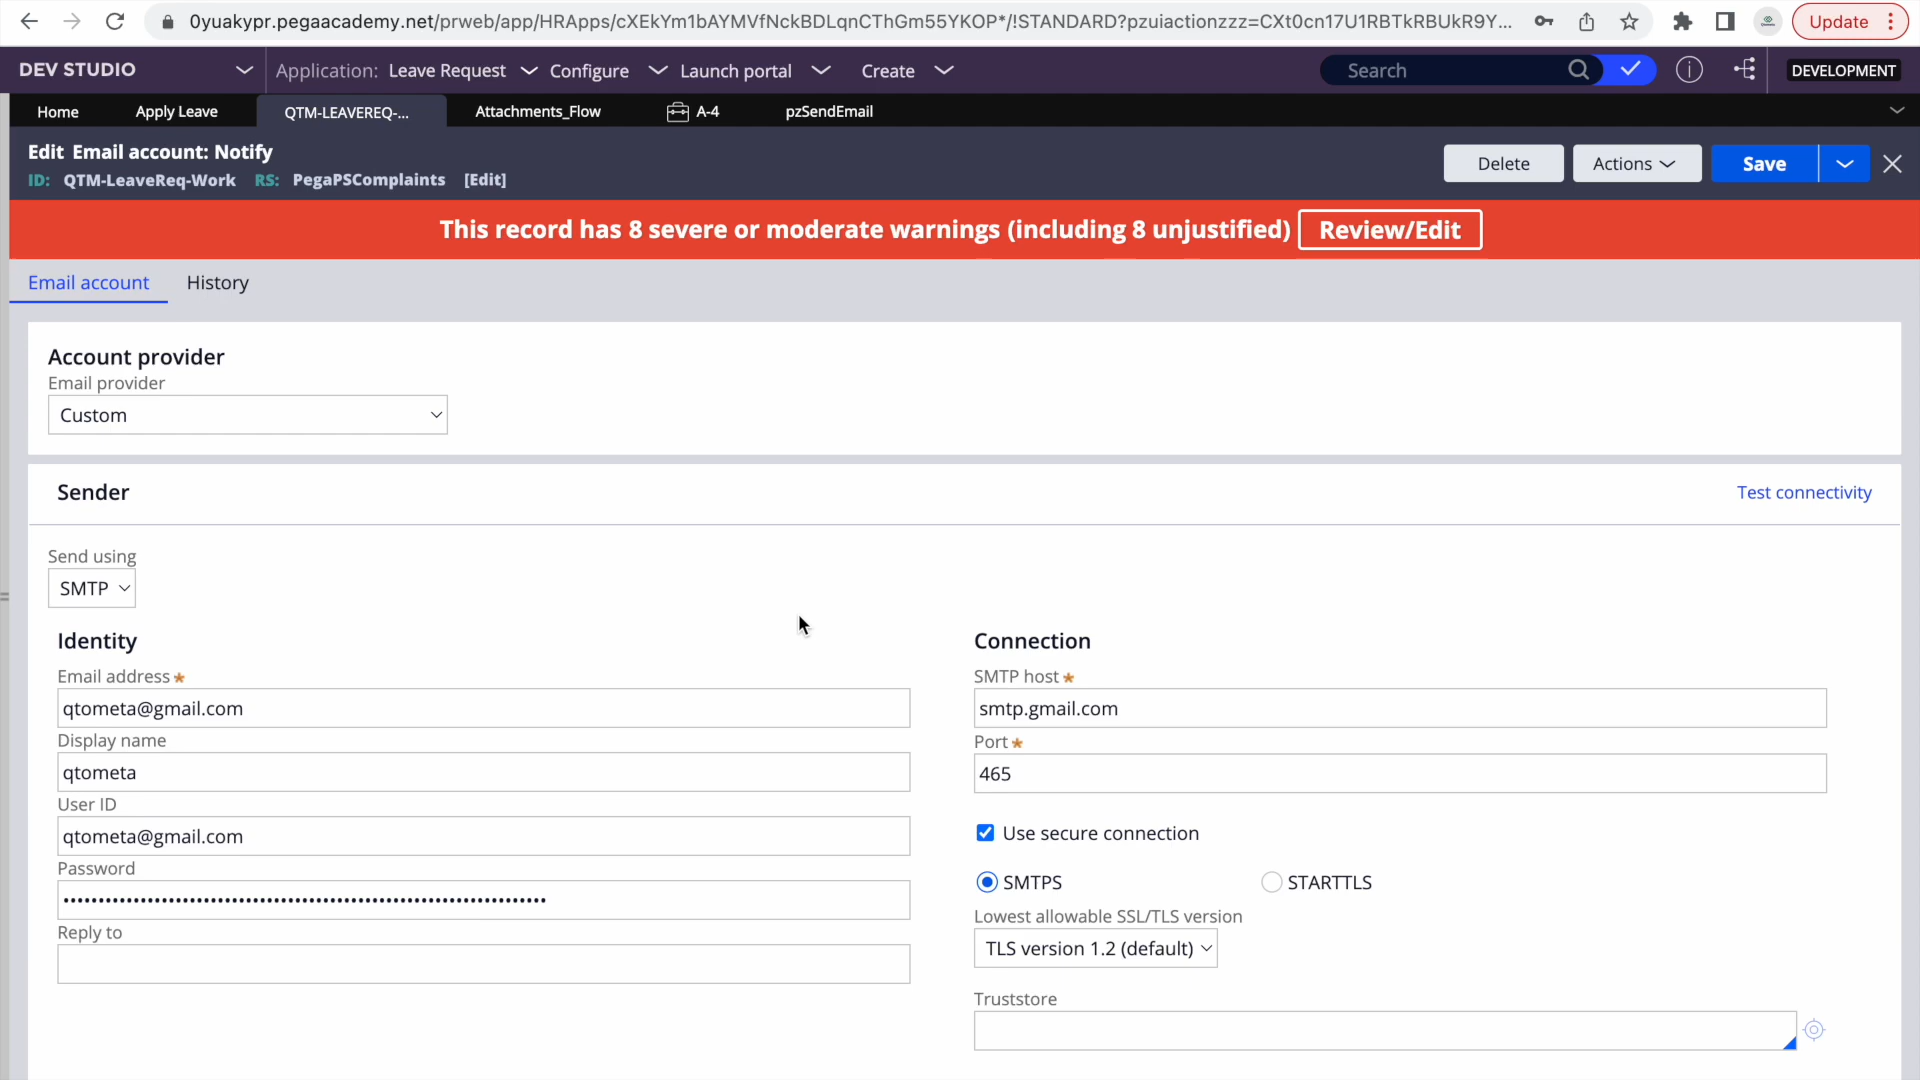 0yuakypr.pegaacademy.net/prweb/app/HRApps/cXEkYm1bAYMVfNckBDLqnCThGm55YKOP*/!STANDARD?pzuiactionzzz=CXt0cn17U1RBTkRBUkR9Y...
Update
DEV STUDIO
Application: Leave Request
Configure
Launch portal
Create
Search
DEVELOPMENT
Home
Apply Leave
QTM-LEAVEREQ-...
Attachments_Flow
A-4
pzSendEmail
Edit Email account: Notify
ID: QTM-LeaveReq-Work RS: PegaPSComplaints [Edit]
Delete
Actions
Save
This record has 8 severe or moderate warnings (including 8 unjustified)
Review/Edit
Email account
History
Account provider
Email provider
Custom
Sender
Test connectivity
Send using
SMTP
Identity
Email address *
qtometa@gmail.com
Display name
qtometa
User ID
qtometa@gmail.com
Password
Reply to
Connection
SMTP host *
smtp.gmail.com
Port *
465
Use secure connection
SMTPS
STARTTLS
Lowest allowable SSL/TLS version
TLS version 1.2 (default)
Truststore